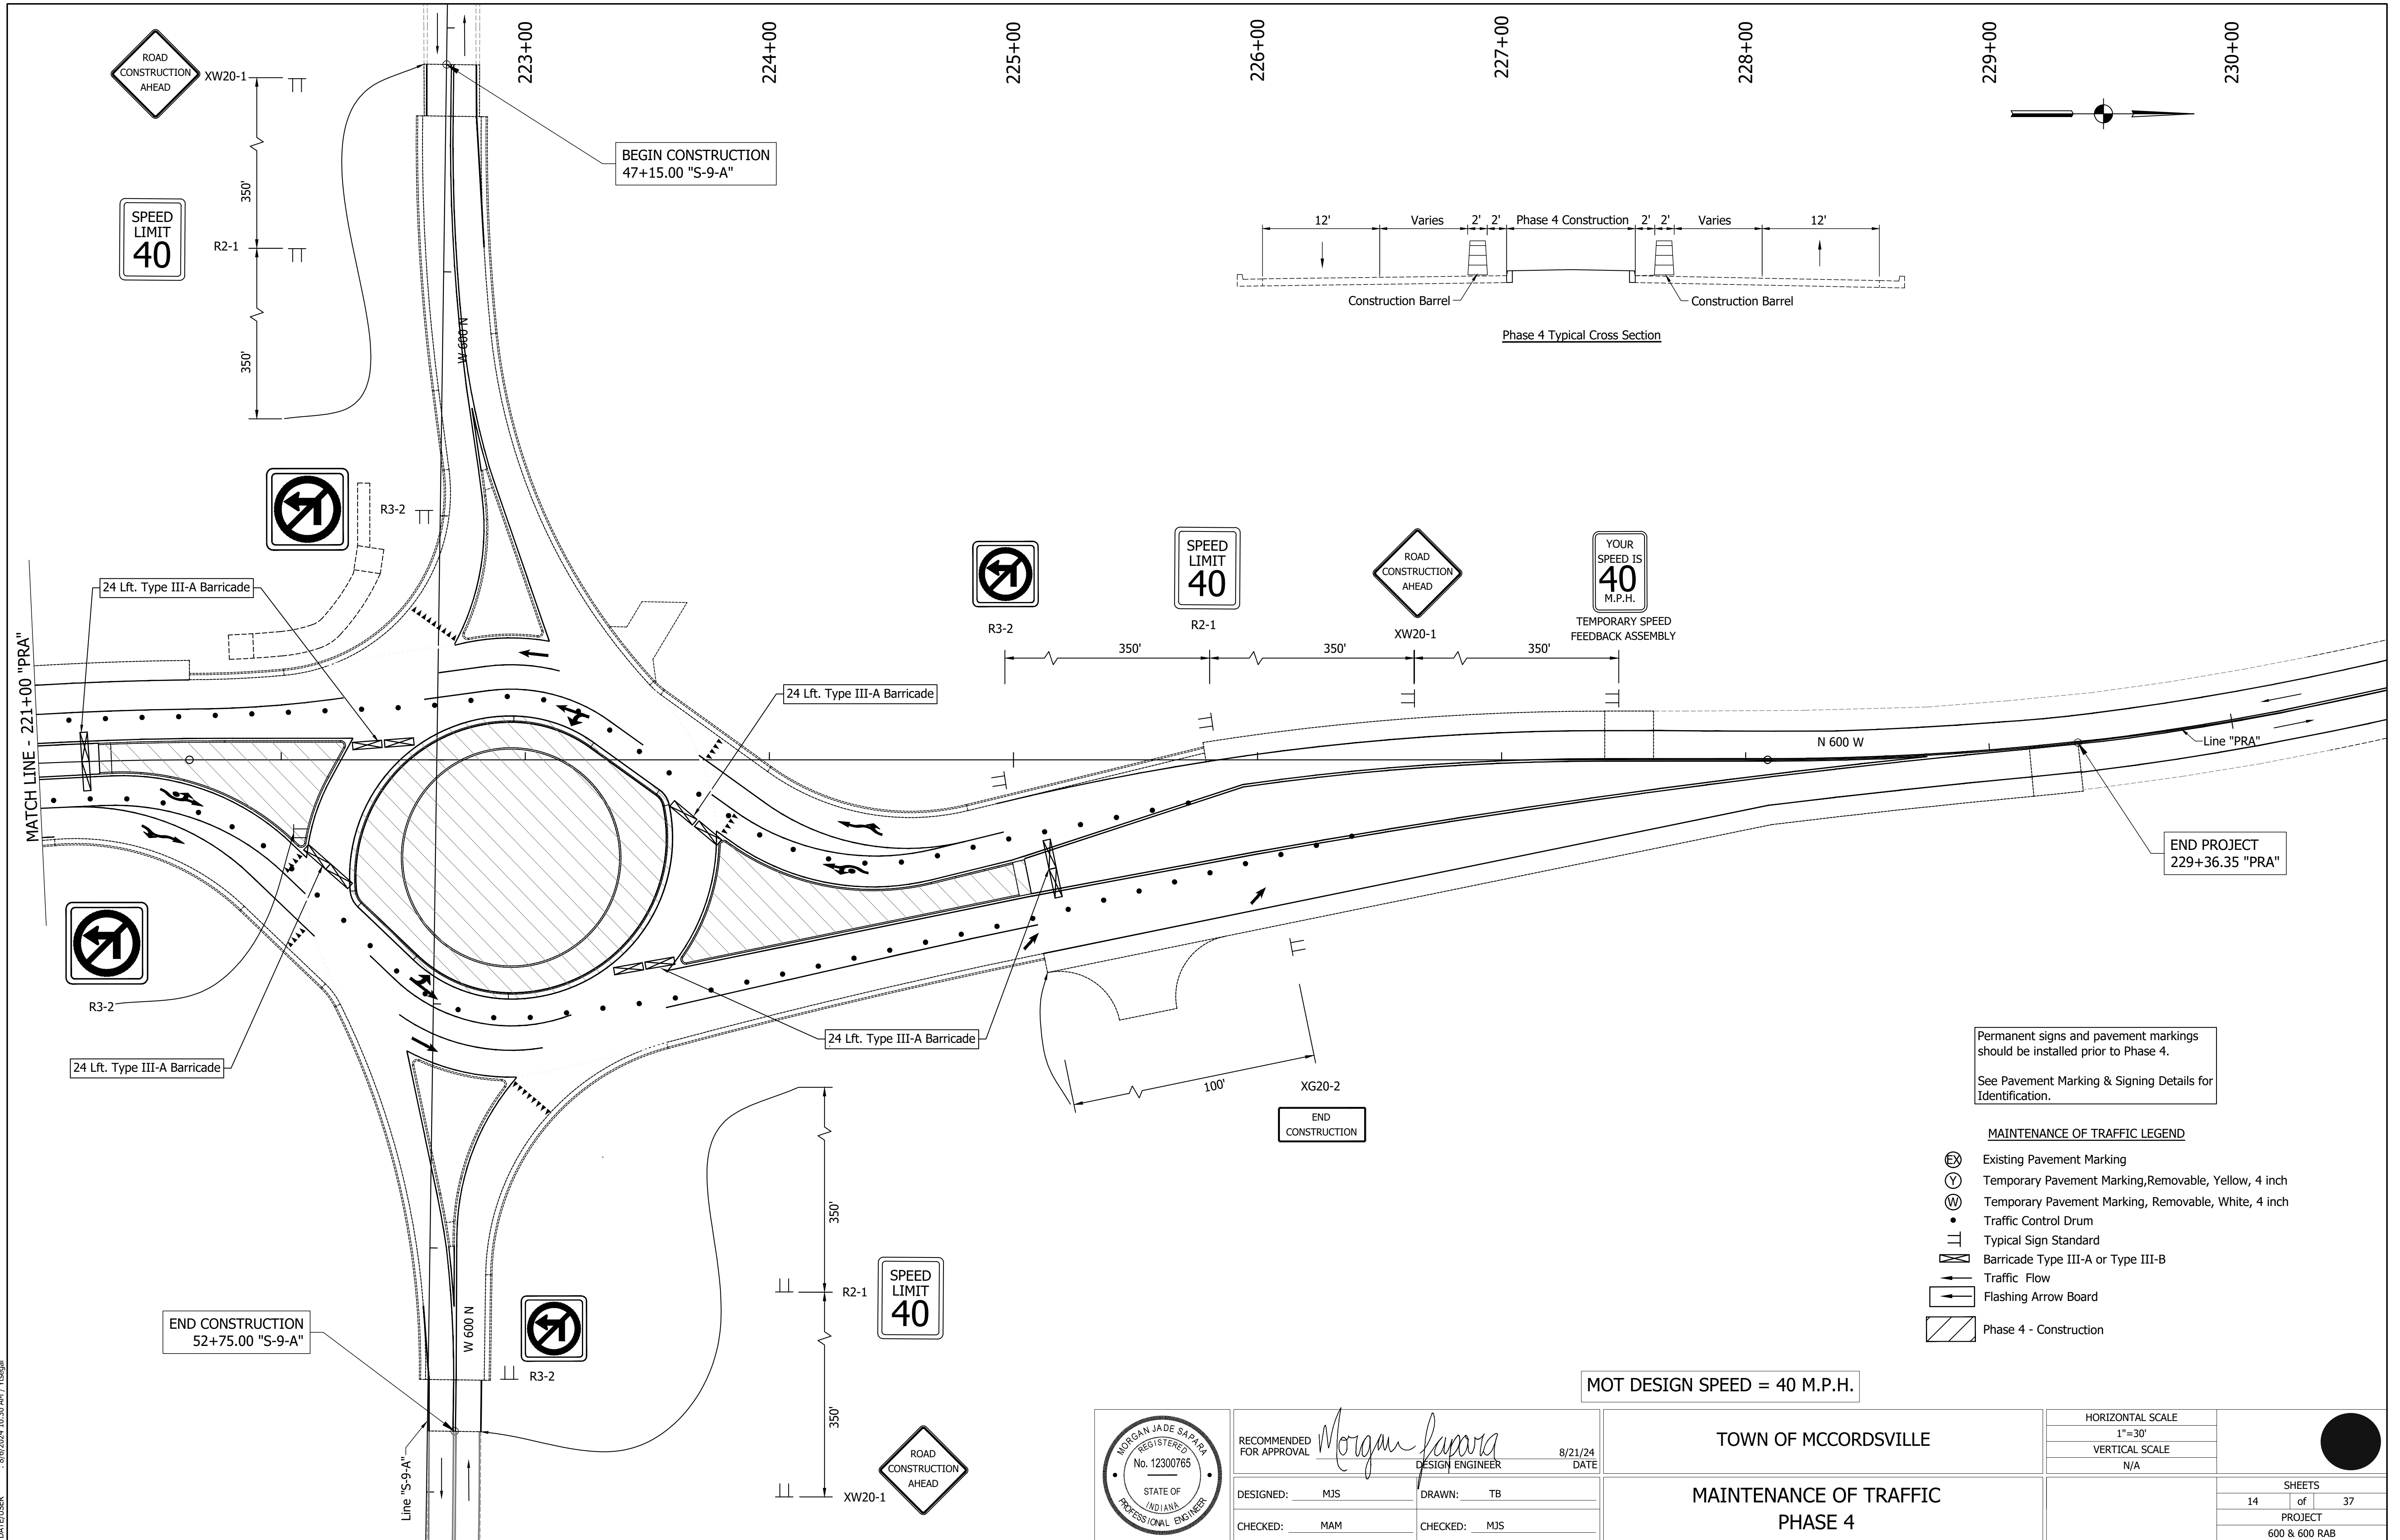 223+00
224+00
225+00
226+00
227+00
228+00
229+00
230+00
ROAD
CONSTRUCTION
AHEAD
XW20-1
350'
SPEED
LIMIT
40
R2-1
350'
BEGIN CONSTRUCTION
47+15.00 "S-9-A"
W 600 N
12'
Varies
2'
2'
Phase 4 Construction
2'
2'
Varies
12'
Construction Barrel
Construction Barrel
Phase 4 Typical Cross Section
R3-2
24 Lft. Type III-A Barricade
MATCH LINE - 221+00 "PRA"
R3-2
SPEED
LIMIT
40
R2-1
ROAD
CONSTRUCTION
AHEAD
XW20-1
YOUR
SPEED IS
40
M.P.H.
TEMPORARY SPEED
FEEDBACK ASSEMBLY
350'
350'
350'
24 Lft. Type III-A Barricade
N 600 W
Line "PRA"
END PROJECT
229+36.35 "PRA"
R3-2
24 Lft. Type III-A Barricade
24 Lft. Type III-A Barricade
100'
XG20-2
END
CONSTRUCTION
Permanent signs and pavement markings
should be installed prior to Phase 4.
See Pavement Marking & Signing Details for
Identification.
MAINTENANCE OF TRAFFIC LEGEND
EX Existing Pavement Marking
Y Temporary Pavement Marking,Removable, Yellow, 4 inch
W Temporary Pavement Marking, Removable, White, 4 inch
Traffic Control Drum
Typical Sign Standard
Barricade Type III-A or Type III-B
Traffic Flow
Flashing Arrow Board
Phase 4 - Construction
350'
R2-1
SPEED
LIMIT
40
350'
END CONSTRUCTION
52+75.00 "S-9-A"
W 600 N
R3-2
Line "S-9-A"
XW20-1
ROAD
CONSTRUCTION
AHEAD
MOT DESIGN SPEED = 40 M.P.H.
MORGAN JADE SAPARA
REGISTERED
No. 12300765
STATE OF
INDIANA
PROFESSIONAL ENGINEER
RECOMMENDED
FOR APPROVAL
Morgan Sapara
8/21/24
DESIGN ENGINEER
DATE
DESIGNED: MJS
DRAWN: TB
CHECKED: MAM
CHECKED: MJS
TOWN OF MCCORDSVILLE
MAINTENANCE OF TRAFFIC
PHASE 4
HORIZONTAL SCALE
1"=30'
VERTICAL SCALE
N/A
SHEETS
14 of 37
PROJECT
600 & 600 RAB